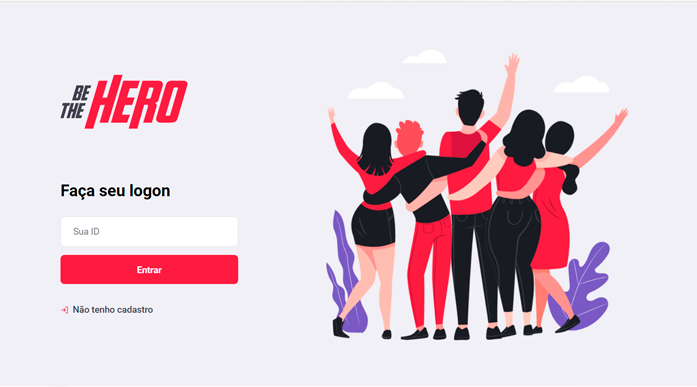 BE
THE HERO
Faça seu logon
Sua ID
Entrar
Não tenho cadastro